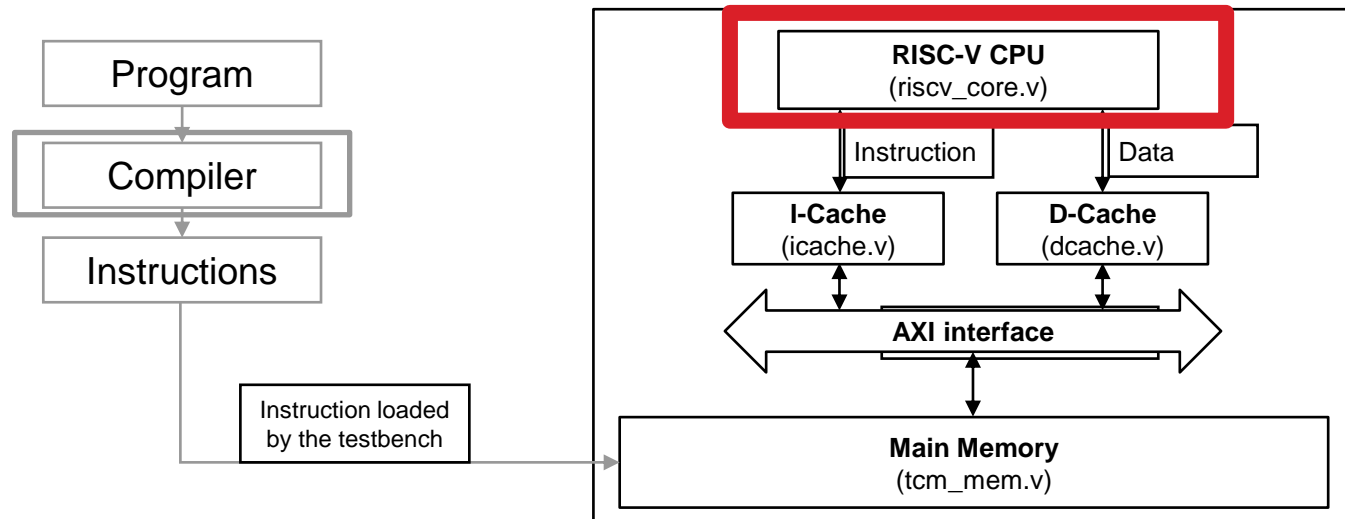 Program
Compiler
Instructions
Instruction loaded
by the testbench
RISC-V CPU
(riscv_core.v)
Instruction
Data
I-Cache
(icache.v)
D-Cache
(dcache.v)
AXI interface
Main Memory
(tcm_mem.v)